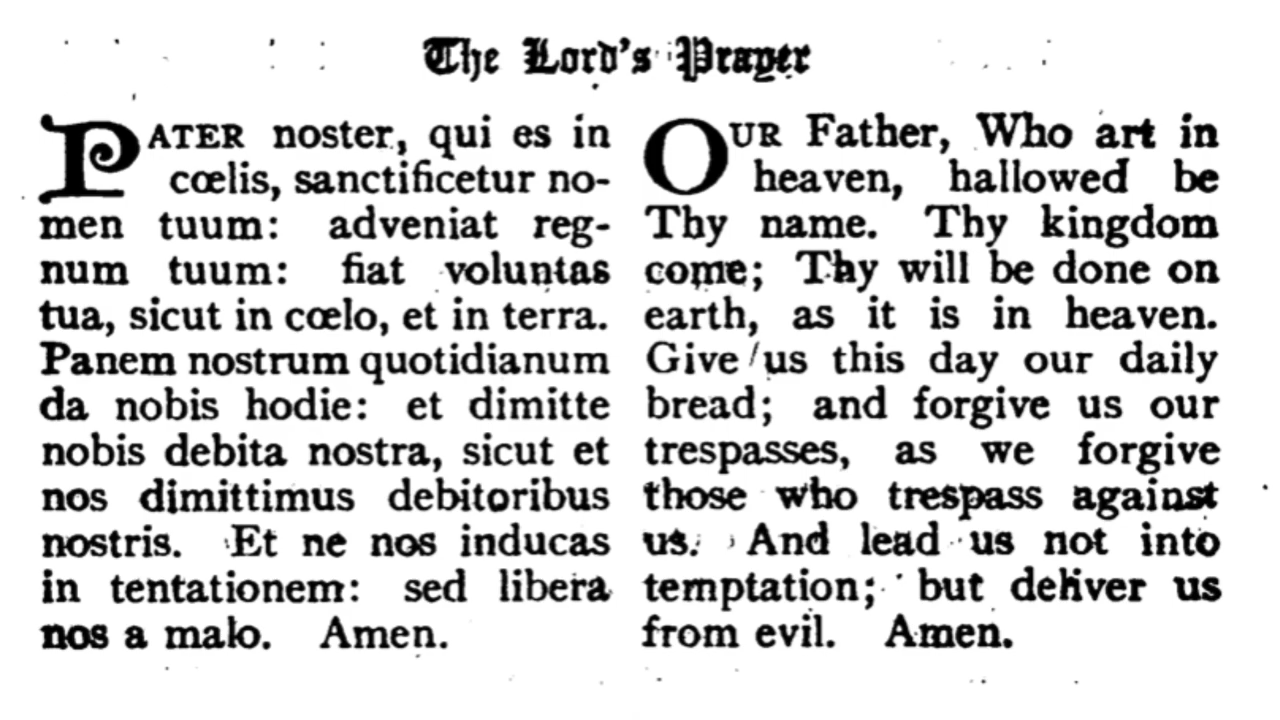 The Lord's Prayer
PATER noster, qui es in
cœlis, sanctificetur no-
men tuum: adveniat reg-
num tuum: fiat voluntas
tua, sicut in cœlo, et in terra.
Panem nostrum quotidianum
da nobis hodie: et dimitte
nobis debita nostra, sicut et
nos dimittimus debitoribus
nostris. Et ne nos inducas
in tentationem: sed libera
nos a malo. Amen.
OUR Father, Who art in
heaven, hallowed be
Thy name. Thy kingdom
come; Thy will be done on
earth, as it is in heaven.
Give us this day our daily
bread; and forgive us our
trespasses, as we forgive
those who trespass against
us. And lead us not into
temptation; but deliver us
from evil. Amen.